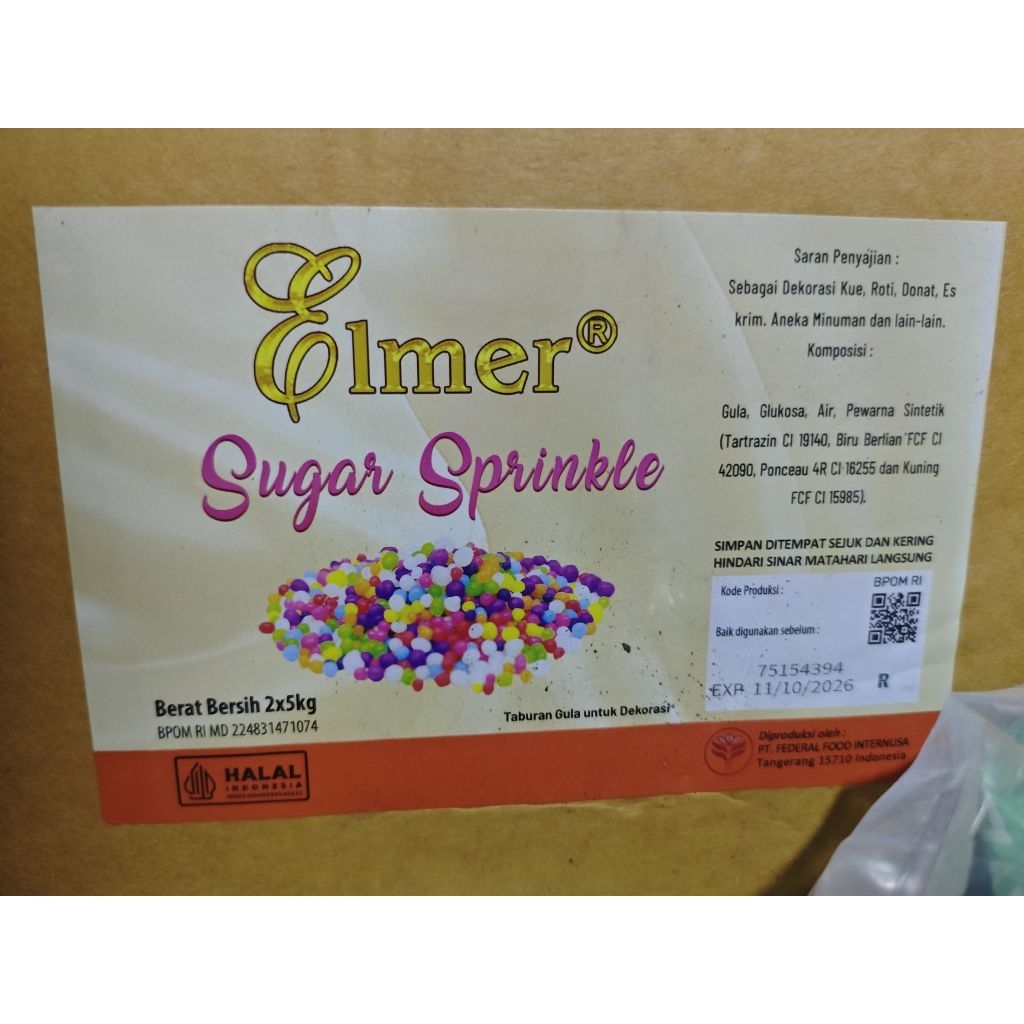 Elmer®
Sugar Sprinkle
Berat Bersih 2x5kg
BPOM RI MD 224831471074
Taburan Gula untuk Dekorasi
HALAL
INDONESIA
Saran Penyajian :
Sebagai Dekorasi Kue, Roti, Donat, Es
krim. Aneka Minuman dan lain-lain.
Komposisi :
Gula, Glukosa, Air, Pewarna Sintetik
(Tartrazin CI 19140, Biru Berlian FCF CI
42090, Ponceau 4R CI 16255 dan Kuning
FCF CI 15985).
SIMPAN DITEMPAT SEJUK DAN KERING
HINDARI SINAR MATAHARI LANGSUNG
BPOM RI
Kode Produksi :
Baik digunakan sebelum :
75154394
EXP 11/10/2026 R
Diproduksi oleh :
PT. FEDERAL FOOD INTERNUSA
Tangerang 15710 Indonesia